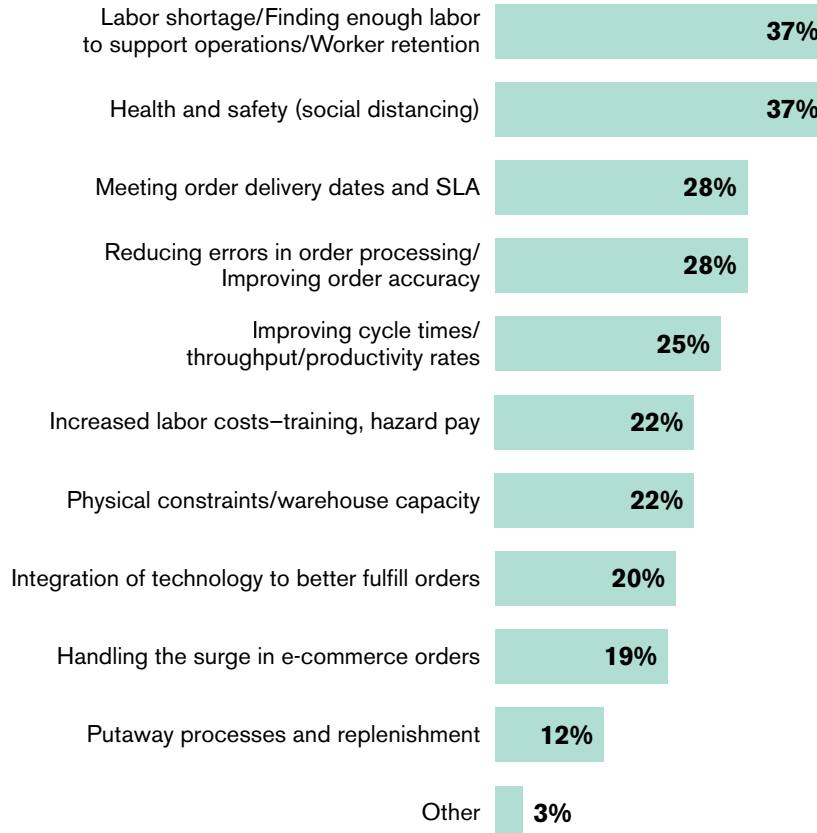 Labor shortage/Finding enough labor
to support operations/Worker retention
37%
Health and safety (social distancing)
37%
Meeting order delivery dates and SLA
28%
Reducing errors in order processing/
Improving order accuracy
28%
Improving cycle times/
throughput/productivity rates
25%
Increased labor costs–training, hazard pay
22%
Physical constraints/warehouse capacity
22%
Integration of technology to better fulfill orders
20%
Handling the surge in e-commerce orders
19%
Putaway processes and replenishment
12%
Other
3%